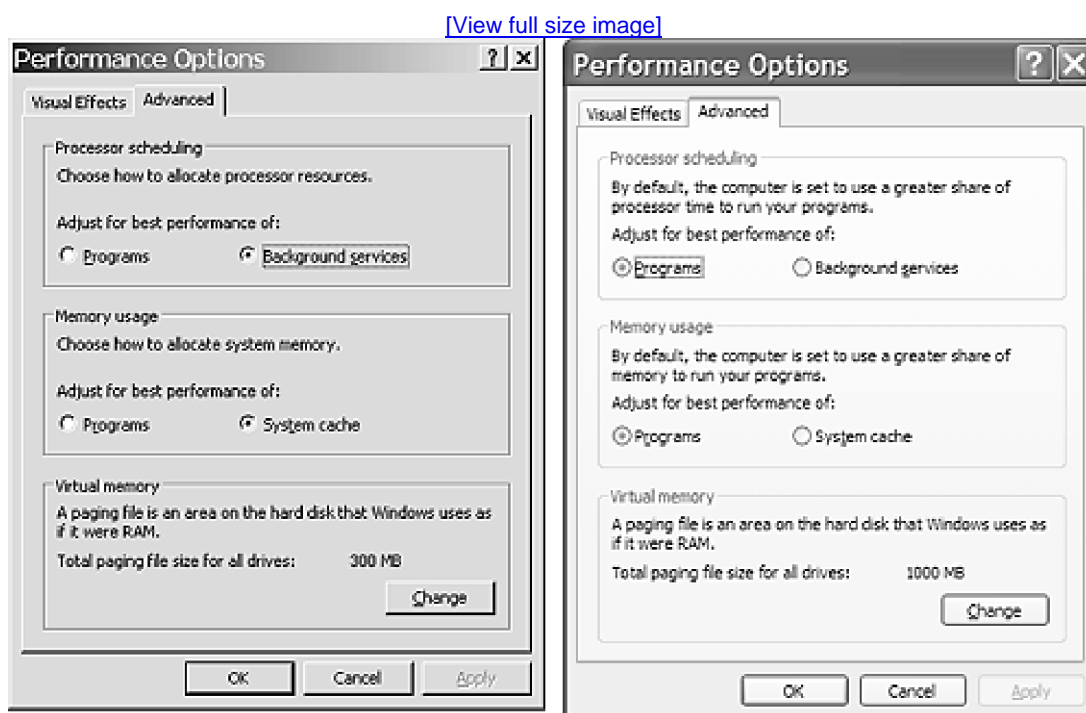 [View full size image]
Performance Options
Visual Effects Advanced
Processor scheduling
Choose how to allocate processor resources.
Adjust for best performance of:
Programs Background services
Memory usage
Choose how to allocate system memory.
Adjust for best performance of:
Programs System cache
Virtual memory
A paging file is an area on the hard disk that Windows uses as
if it were RAM.
Total paging file size for all drives: 300 MB
Change
OK Cancel Apply
Performance Options
Visual Effects Advanced
Processor scheduling
By default, the computer is set to use a greater share of
processor time to run your programs.
Adjust for best performance of:
Programs Background services
Memory usage
By default, the computer is set to use a greater share of
memory to run your programs.
Adjust for best performance of:
Programs System cache
Virtual memory
A paging file is an area on the hard disk that Windows uses as
if it were RAM.
Total paging file size for all drives: 1000 MB
Change
OK Cancel Apply